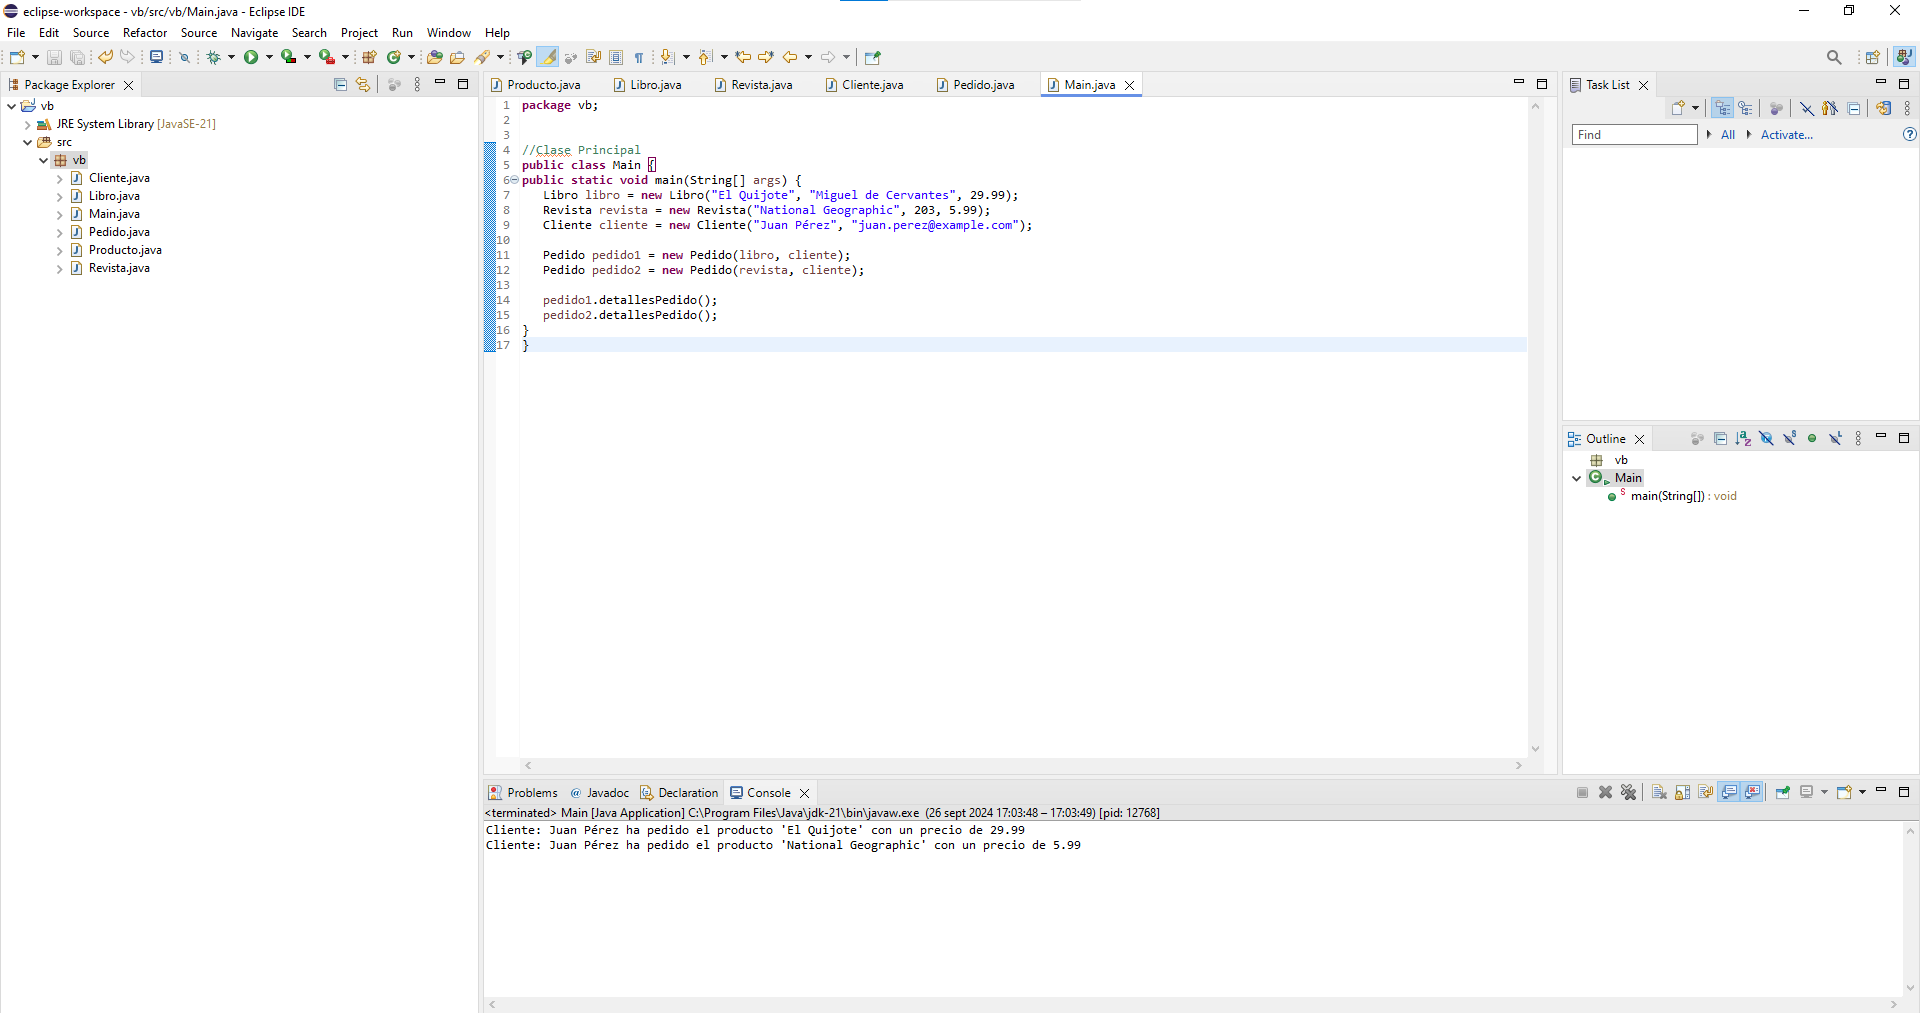 eclipse-workspace - vb/src/vb/Main.java - Eclipse IDE
File Edit Source Refactor Source Navigate Search Project Run Window Help
Package Explorer
vb
JRE System Library [JavaSE-21]
src
vb
Cliente.java
Libro.java
Main.java
Pedido.java
Producto.java
Revista.java
Producto.java Libro.java Revista.java Cliente.java Pedido.java Main.java
1 package vb;
2
3
4 //Clase Principal
5 public class Main {
6 public static void main(String[] args) {
7 Libro libro = new Libro("El Quijote", "Miguel de Cervantes", 29.99);
8 Revista revista = new Revista("National Geographic", 203, 5.99);
9 Cliente cliente = new Cliente("Juan Pérez", "juan.perez@example.com");
10
11 Pedido pedido1 = new Pedido(libro, cliente);
12 Pedido pedido2 = new Pedido(revista, cliente);
13
14 pedido1.detallesPedido();
15 pedido2.detallesPedido();
16 }
17 }
Task List
Find All Activate...
Outline
vb
Main
main(String[]) : void
Problems Javadoc Declaration Console
<terminated> Main [Java Application] C:\Program Files\Java\jdk-21\bin\javaw.exe (26 sept 2024 17:03:48 – 17:03:49) [pid: 12768]
Cliente: Juan Pérez ha pedido el producto 'El Quijote' con un precio de 29.99
Cliente: Juan Pérez ha pedido el producto 'National Geographic' con un precio de 5.99